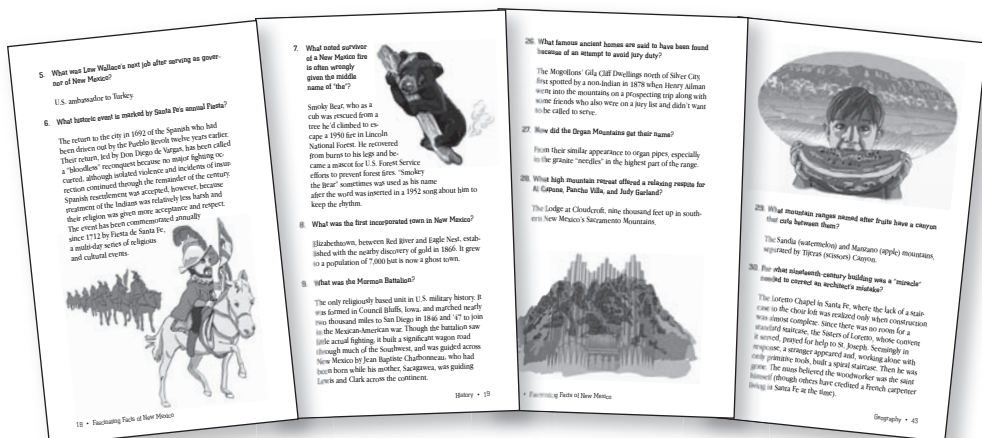 5. What was Lew Wallace's next job after serving as gover-
nor of New Mexico?
U.S. ambassador to Turkey.
6. What historic event is marked by Santa Fe's annual Fiesta?
The return to the city in 1692 of the Spanish who had
been driven out by the Pueblo Revolt twelve years earlier.
Their return, led by Don Diego de Vargas, has been called
a "bloodless" reconquest because no major fighting oc-
curred, although isolated violence and incidents of insur-
rection continued through the remainder of the century.
Spanish resettlement was accepted, however, because
treatment of the Indians was relatively less harsh and
their religion was given more acceptance and respect.
The event has been commemorated annually
since 1712 by Fiesta de Santa Fe,
a multi-day series of religious
and cultural events.
18 • Fascinating Facts of New Mexico
7. What noted survivor
of a New Mexico fire
is often wrongly
given the middle
name of "the"?
Smoky Bear, who as a
cub was rescued from a
tree he'd climbed to es-
cape a 1950 fire in Lincoln
National Forest. He recovered
from burns to his legs and be-
came a mascot for U.S. Forest Service
efforts to prevent forest fires. "Smokey
the Bear" sometimes was used as his name
after the word was inserted in a 1952 song about him to
keep the rhythm.
8. What was the first incorporated town in New Mexico?
Elizabethtown, between Red River and Eagle Nest, estab-
lished with the nearby discovery of gold in 1866. It grew
to a population of 7,000 but is now a ghost town.
9. What was the Mormon Battalion?
The only religiously based unit in U.S. military history. It
was formed in Council Bluffs, Iowa, and marched nearly
two thousand miles to San Diego in 1846 and '47 to join
in the Mexican-American war. Though the battalion saw
little actual fighting, it built a significant wagon road
through much of the Southwest, and was guided across
New Mexico by Jean Baptiste Charbonneau, who had
been born while his mother, Sacagawea, was guiding
Lewis and Clark across the continent.
History • 19
26. What famous ancient homes are said to have been found
because of an attempt to avoid jury duty?
The Mogollons' Gila Cliff Dwellings north of Silver City,
first spotted by a non-Indian in 1878 when Henry Ailman
went into the mountains on a prospecting trip along with
some friends who also were on a jury list and didn't want
to be called to serve.
27. How did the Organ Mountains get their name?
From their similar appearance to organ pipes, especially
in the granite "needles" in the highest part of the range.
28. What high mountain retreat offered a relaxing respite for
Al Capone, Pancho Villa, and Judy Garland?
The Lodge at Cloudcroft, nine thousand feet up in south-
ern New Mexico's Sacramento Mountains.
• Fascinating Facts of New Mexico
29. What mountain ranges named after fruits have a canyon
that cuts between them?
The Sandia (watermelon) and Manzano (apple) mountains,
separated by Tijeras (scissors) Canyon.
30. For what nineteenth-century building was a "miracle"
needed to correct an architect's mistake?
The Loretto Chapel in Santa Fe, where the lack of a stair-
case to the choir loft was realized only when construction
was almost complete. Since there was no room for a
standard staircase, the Sisters of Loretto, whose convent
it served, prayed for help to St. Joseph. Seemingly in
response, a stranger appeared and, working alone with
only primitive tools, built a spiral staircase. Then he was
gone. The nuns believed the woodworker was the saint
himself (though others have credited a French carpenter
living in Santa Fe at the time).
Geography • 43